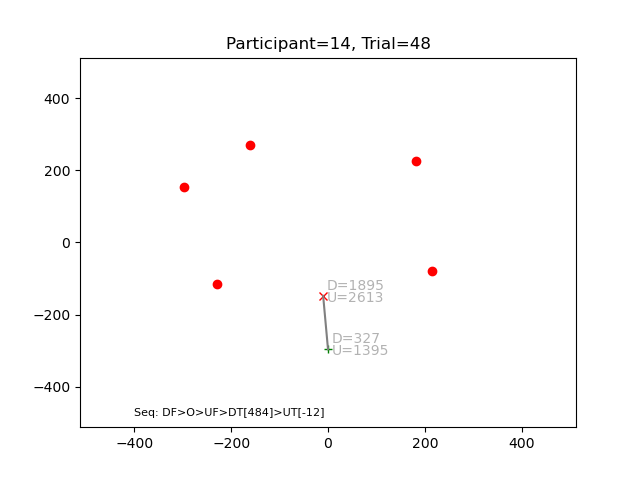 Participant=14, Trial=48
400
200
0
−200
−400
D=1895
U=2613
D=327
U=1395
Seq: DF>O>UF>DT[484]>UT[-12]
−400 −200 0 200 400